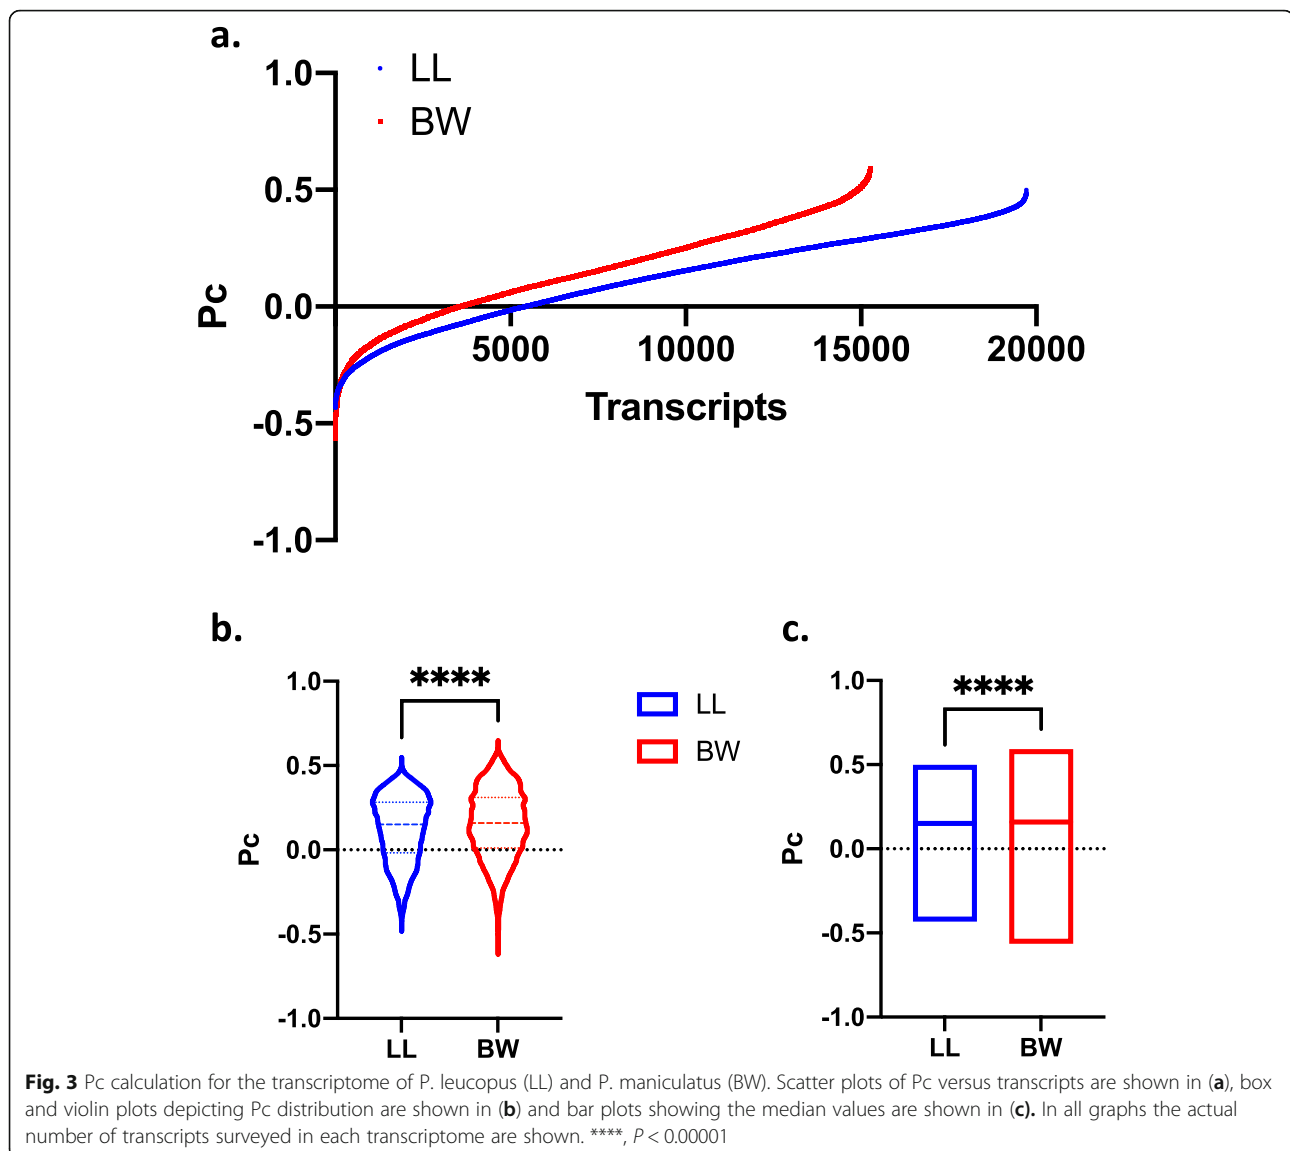 a.
LL
BW
1.0
0.5
0.0
-0.5
-1.0
Pc
5000 10000 15000 20000
Transcripts
b.
****
1.0
0.5
0.0
-0.5
-1.0
Pc
LL BW
LL
BW
c.
****
1.0
0.5
0.0
-0.5
-1.0
Pc
LL BW
Fig. 3 Pc calculation for the transcriptome of P. leucopus (LL) and P. maniculatus (BW). Scatter plots of Pc versus transcripts are shown in (a), box
and violin plots depicting Pc distribution are shown in (b) and bar plots showing the median values are shown in (c). In all graphs the actual
number of transcripts surveyed in each transcriptome are shown. ****, P < 0.00001